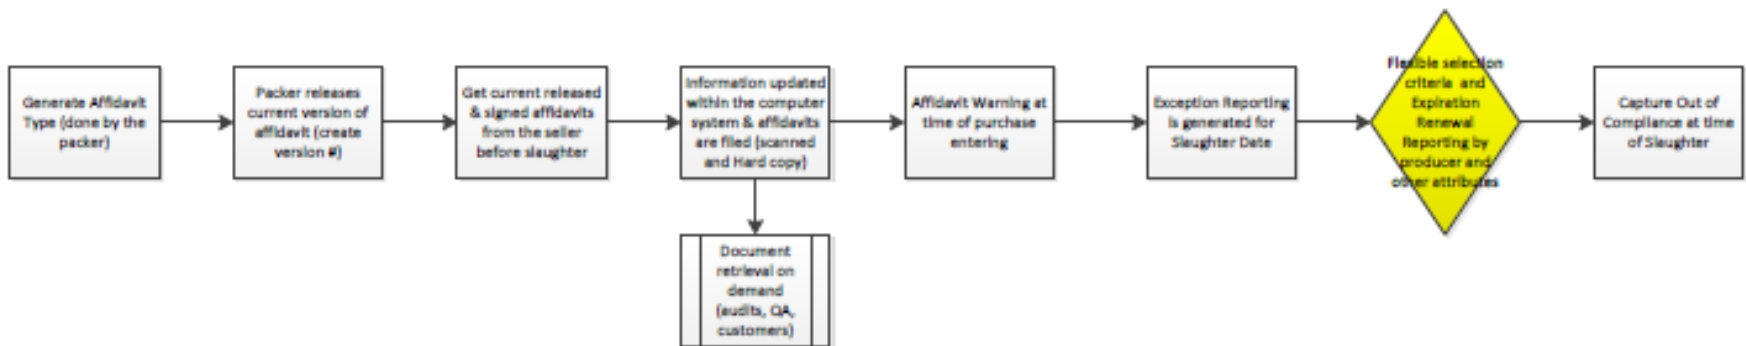 Generate Affidavit
Type (done by the
packer)
Packer releases
current version of
affidavit (create
version #)
Get current released
& signed affidavits
from the seller
before slaughter
Information updated
within the computer
system & affidavits
are filed (scanned
and Hard copy)
Document
retrieval on
demand
(audits, QA,
customers)
Affidavit Warning at
time of purchase
entering
Exception Reporting
is generated for
Slaughter Date
Flexible selection
criteria and
Expiration
Renewal
Reporting by
producer and
other attributes
Capture Out of
Compliance at time
of Slaughter